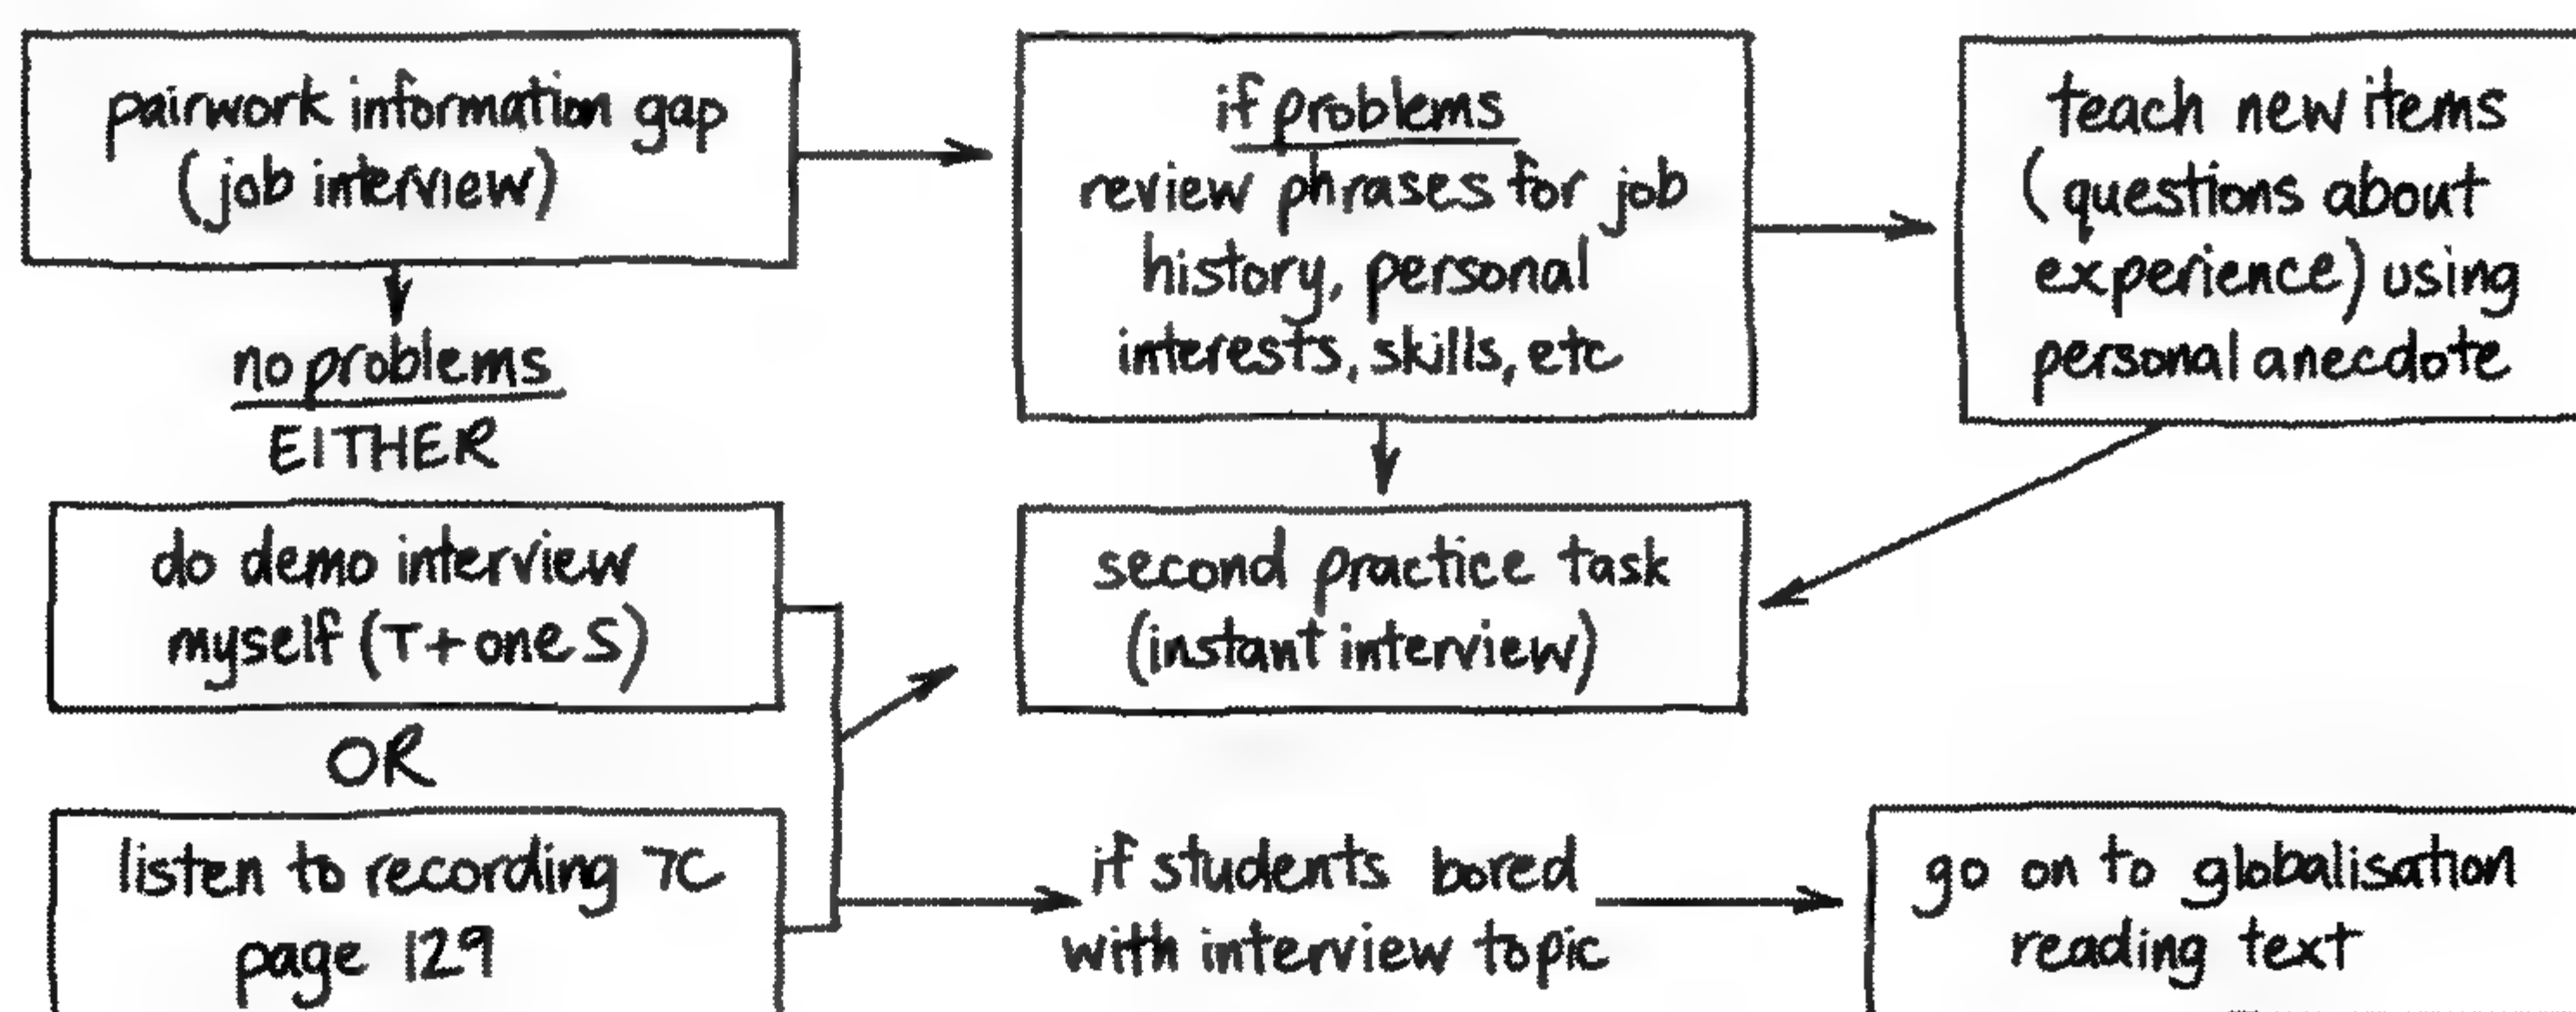 pairwork information gap
(job interview)
if problems
review phrases for job
history, personal
interests, skills, etc
teach new items
(questions about
experience) using
personal anecdote
no problems
EITHER
do demo interview
myself (T + one S)
second practice task
(instant interview)
OR
listen to recording 7C
page 129
if students bored
with interview topic
go on to globalisation
reading text